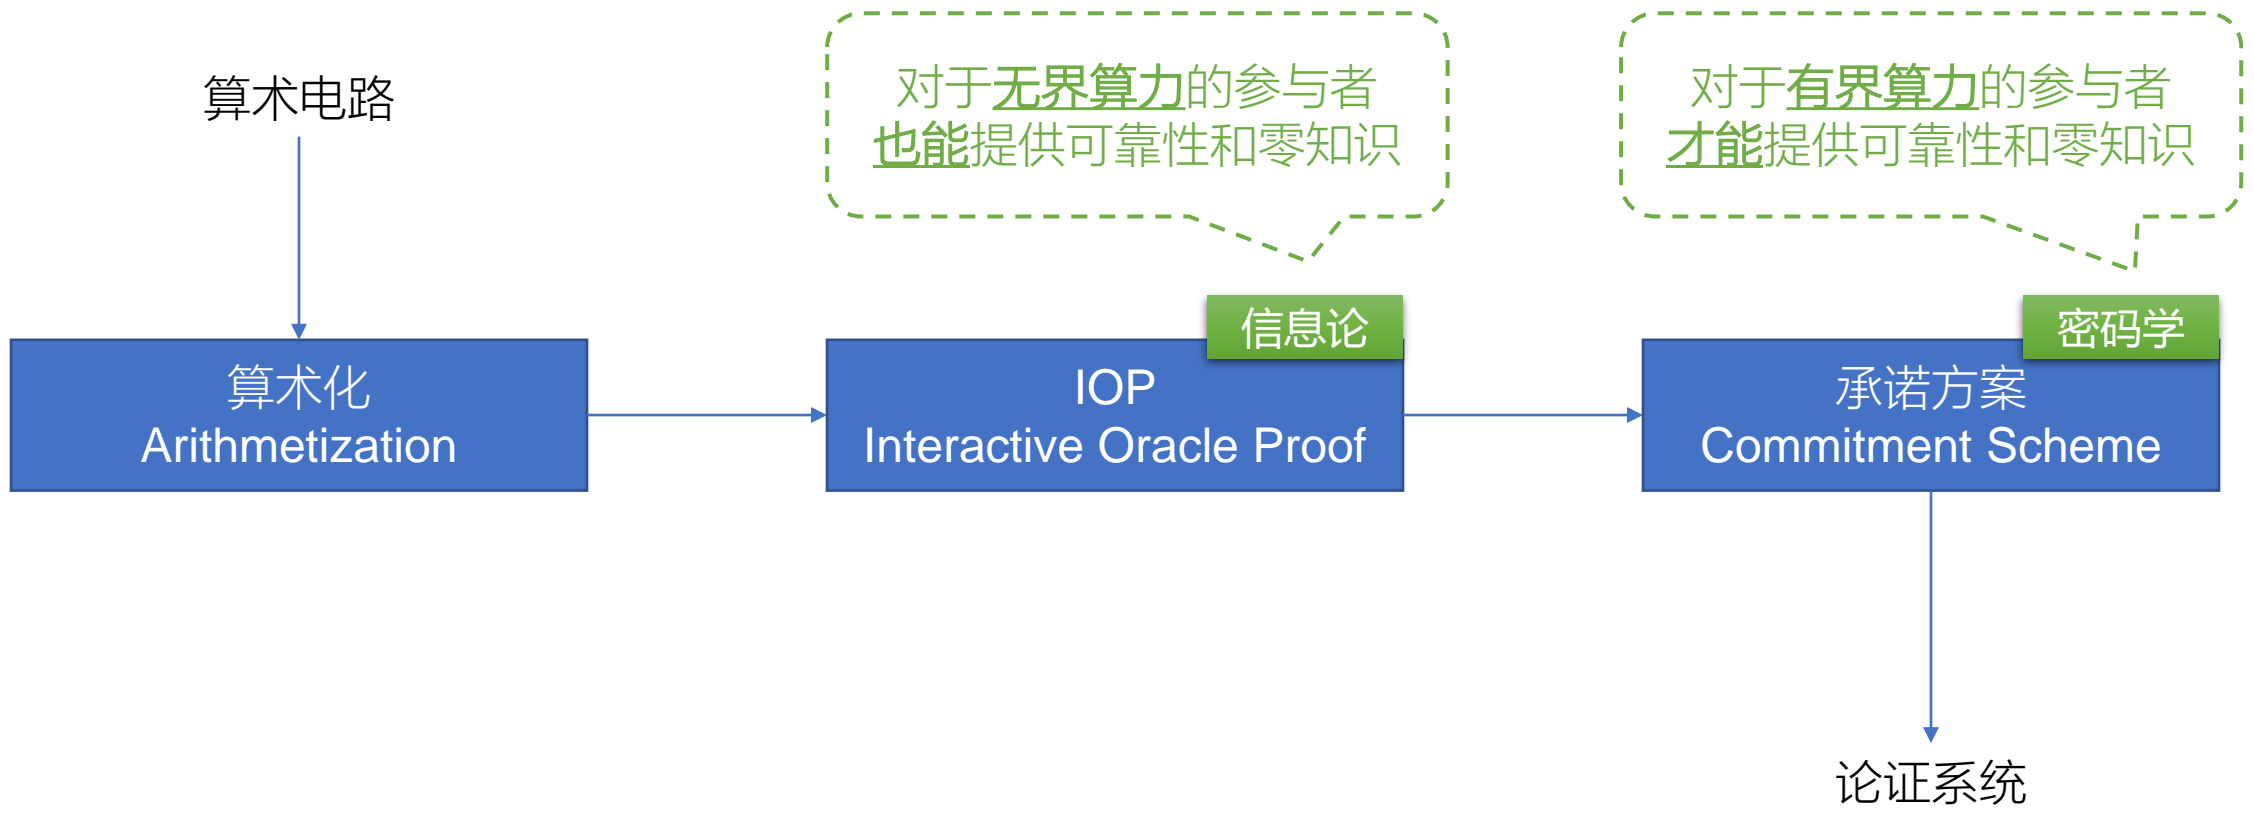 算术电路
对于无界算力的参与者
也能提供可靠性和零知识
对于有界算力的参与者
才能提供可靠性和零知识
算术化
Arithmetization
信息论
IOP
Interactive Oracle Proof
密码学
承诺方案
Commitment Scheme
论证系统